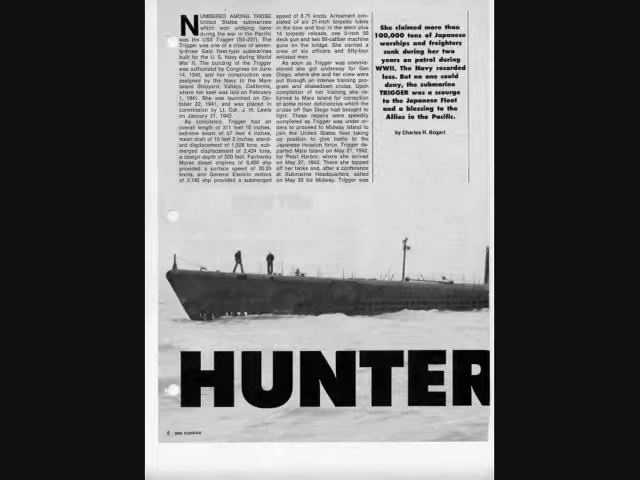 NUMBERED AMONG THOSE
United States submarines
which won undying fame
during the war in the Pacific
was the USS Trigger (SS-237). The
Trigger was one of a class of seven-
ty-three Gato fleet-type submarines
built for the U. S. Navy during World
War II. The building of the Trigger
was authorized by Congress on June
14, 1940, and her construction was
assigned by the Navy to the Mare
Island Shipyard, Vallejo, California,
where her keel was laid on February
1, 1941. She was launched on Oc-
tober 22, 1941, and was placed in
commission by Lt. Cdr. J. H. Lewis
on January 31, 1942.
As completed, Trigger had an
overall length of 311 feet 10 inches,
extreme beam of 27 feet 4 inches,
mean draft of 15 feet 2 inches, stand-
ard displacement of 1,526 tons, sub-
merged displacement of 2,424 tons,
a design depth of 300 feet. Fairbanks
Morse diesel engines of 5,400 shp
provided a surface speed of 20.25
knots, and General Electric motors
of 2,740 shp provided a submerged
speed of 8.75 knots. Armament con-
sisted of six 21-inch torpedo tubes
in the bow and four in the stern plus
14 torpedo reloads, one 3-inch 50
deck gun and two 50-caliber machine
guns on the bridge. She carried a
crew of six officers and fifty-four
enlisted men.
As soon as Trigger was commis-
sioned she got underway for San
Diego, where she and her crew were
put through an intense training pro-
gram and shakedown cruise. Upon
completion of her training she re-
turned to Mare Island for correction
of some minor deficiencies which the
cruise off San Diego had brought to
light. These repairs were speedily
completed as Trigger was under or-
ders to proceed to Midway Island to
join the United States fleet taking
up position to give battle to the
Japanese invasion force. Trigger de-
parted Mare Island on May 21, 1942,
for Pearl Harbor, where she arrived
on May 27, 1942. There she topped
off her tanks and, after a conference
at Submarine Headquarters, sailed
on May 29 for Midway. Trigger was
She claimed more than
100,000 tons of Japanese
warships and freighters
sunk during her two
years on patrol during
WWII. The Navy recorded
less. But no one could
deny, the submarine
TRIGGER was a scourge
to the Japanese Fleet
and a blessing to the
Allies in the Pacific.
by Charles H. Bogart
HUNTER
6